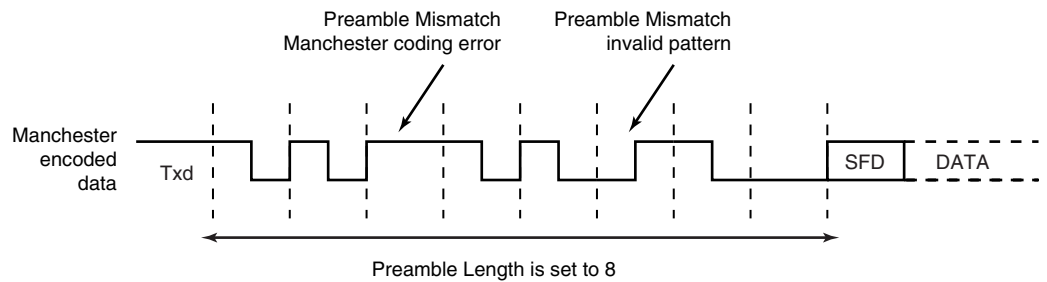 Preamble Mismatch
Manchester coding error
Preamble Mismatch
invalid pattern
Manchester
encoded
data
Txd
SFD
DATA
Preamble Length is set to 8